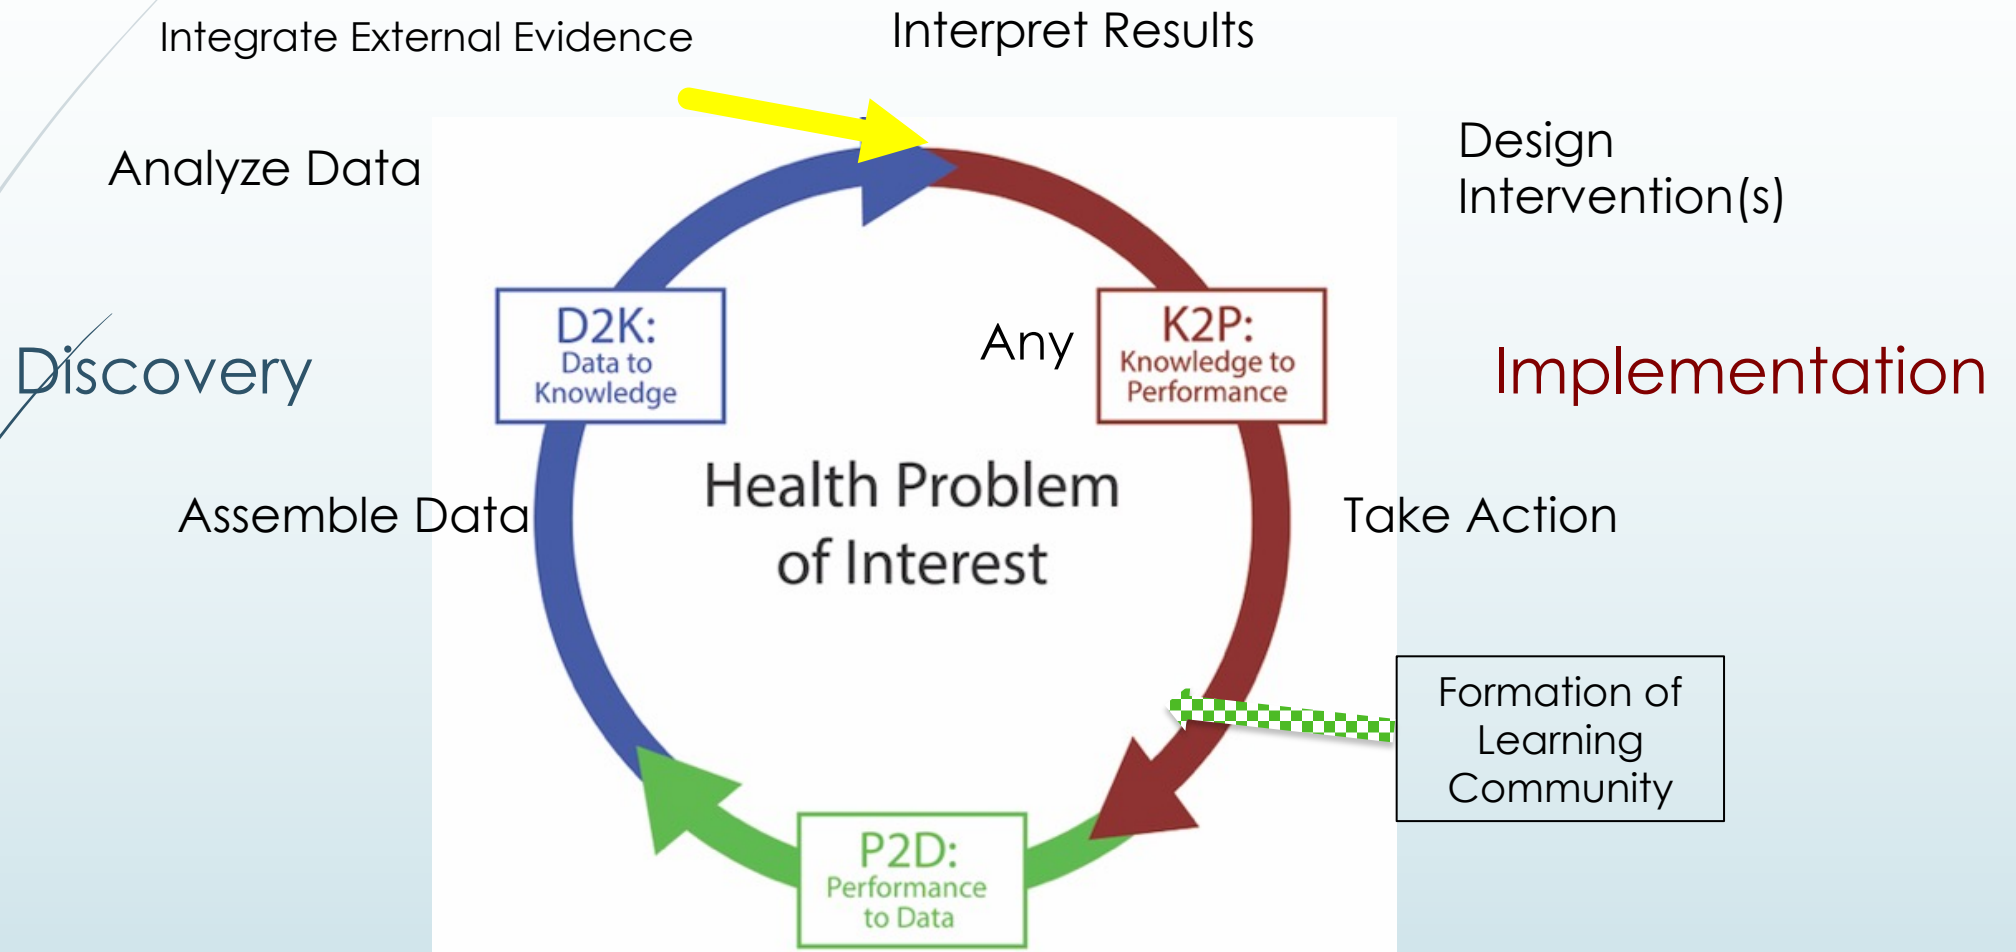 Integrate External Evidence
Interpret Results
Analyze Data
Design
Intervention(s)
D2K:
Data to
Knowledge
Any
K2P:
Knowledge to
Performance
Discovery
Implementation
Health Problem
of Interest
Assemble Data
Take Action
Formation of
Learning
Community
P2D:
Performance
to Data